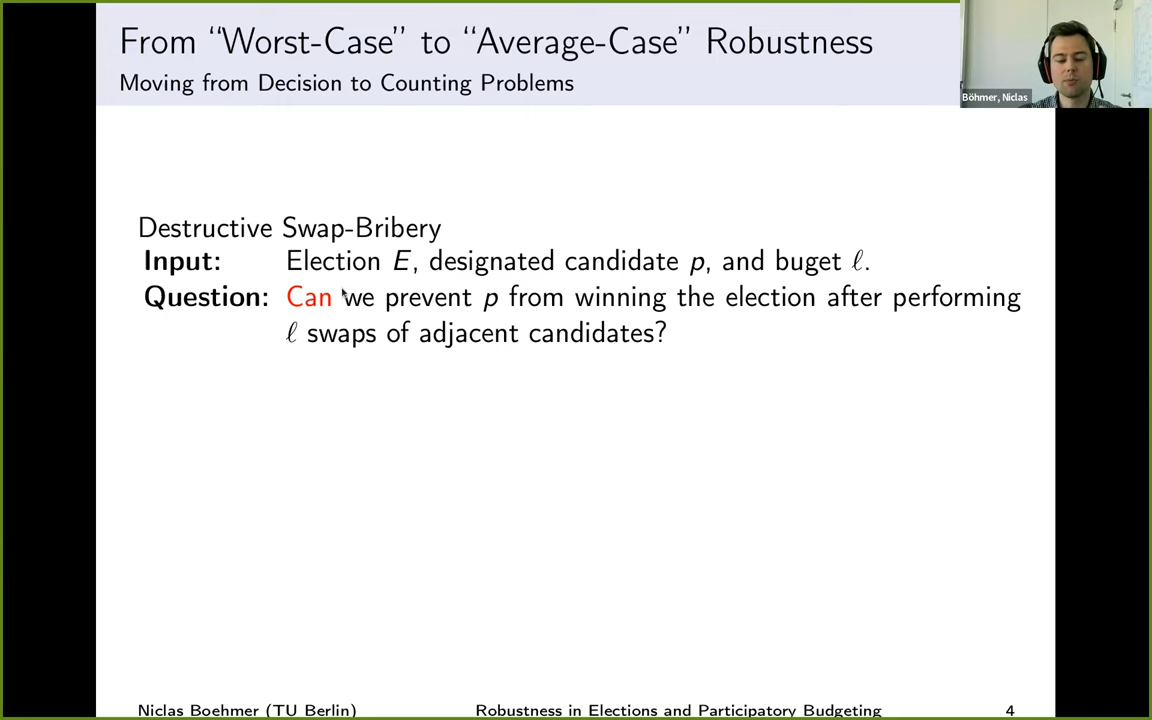 From “Worst-Case” to “Average-Case” Robustness
Moving from Decision to Counting Problems
Böhmer, Niclas
Destructive Swap-Bribery
Input: Election E, designated candidate p, and buget ℓ.
Question: Can we prevent p from winning the election after performing
ℓ swaps of adjacent candidates?
Niclas Boehmer (TU Berlin) Robustness in Elections and Participatory Budgeting 4